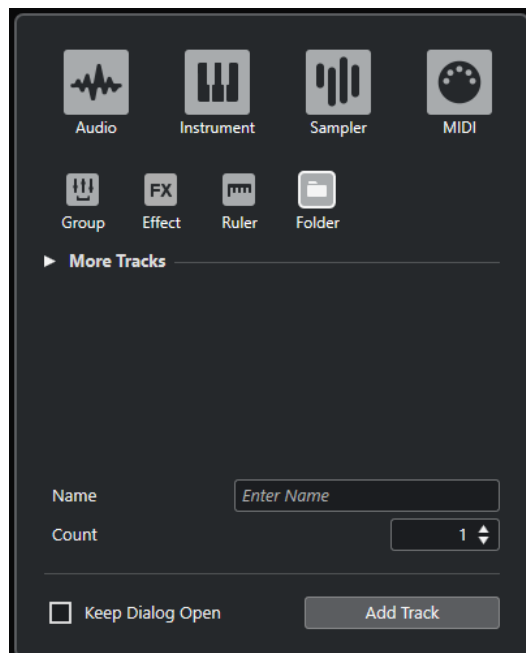 Audio Instrument Sampler MIDI
FX
Group Effect Ruler Folder
More Tracks
Name Enter Name
Count 1
Keep Dialog Open Add Track